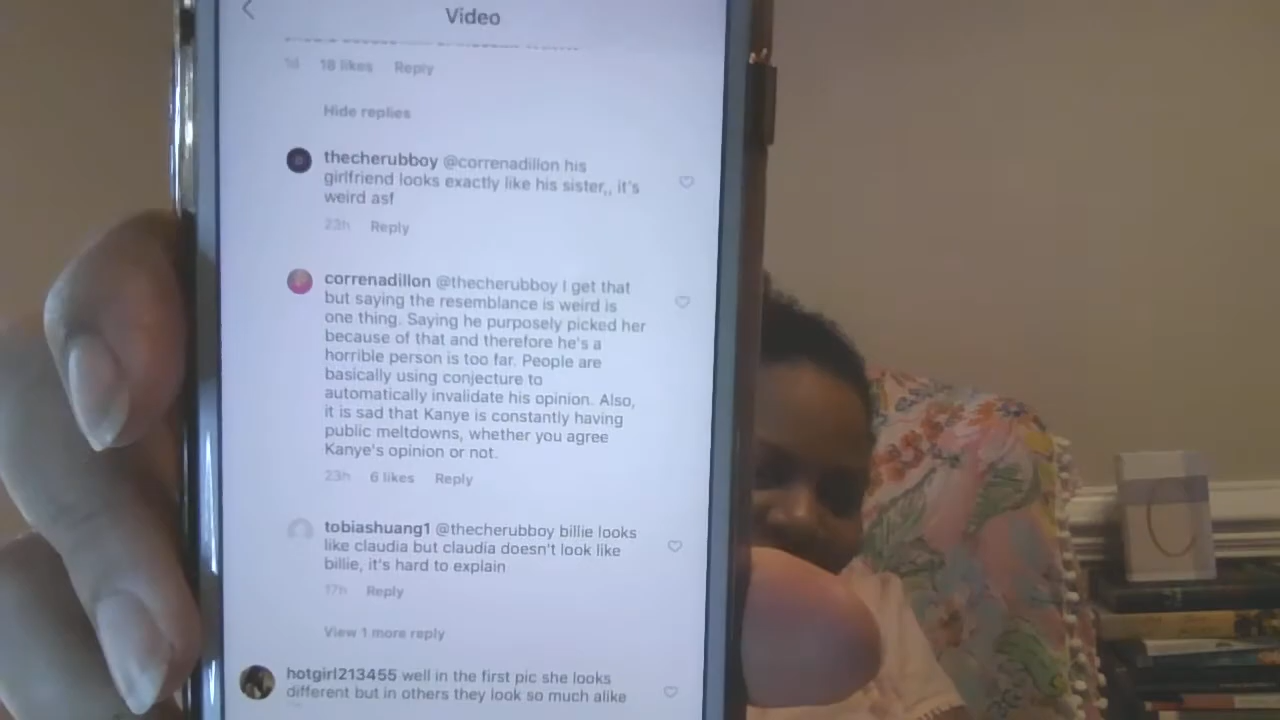 Video
1d 18 likes Reply
Hide replies
thecherubboy @correnadillon his
girlfriend looks exactly like his sister,, it's
weird asf
23h Reply
correnadillon @thecherubboy I get that
but saying the resemblance is weird is
one thing. Saying he purposely picked her
because of that and therefore he's a
horrible person is too far. People are
basically using conjecture to
automatically invalidate his opinion. Also,
it is sad that Kanye is constantly having
public meltdowns, whether you agree
Kanye's opinion or not.
23h 6 likes Reply
tobiashuang1 @thecherubboy billie looks
like claudia but claudia doesn't look like
billie, it's hard to explain
17h Reply
View 1 more reply
hotgirl213455 well in the first pic she looks
different but in others they look so much alike